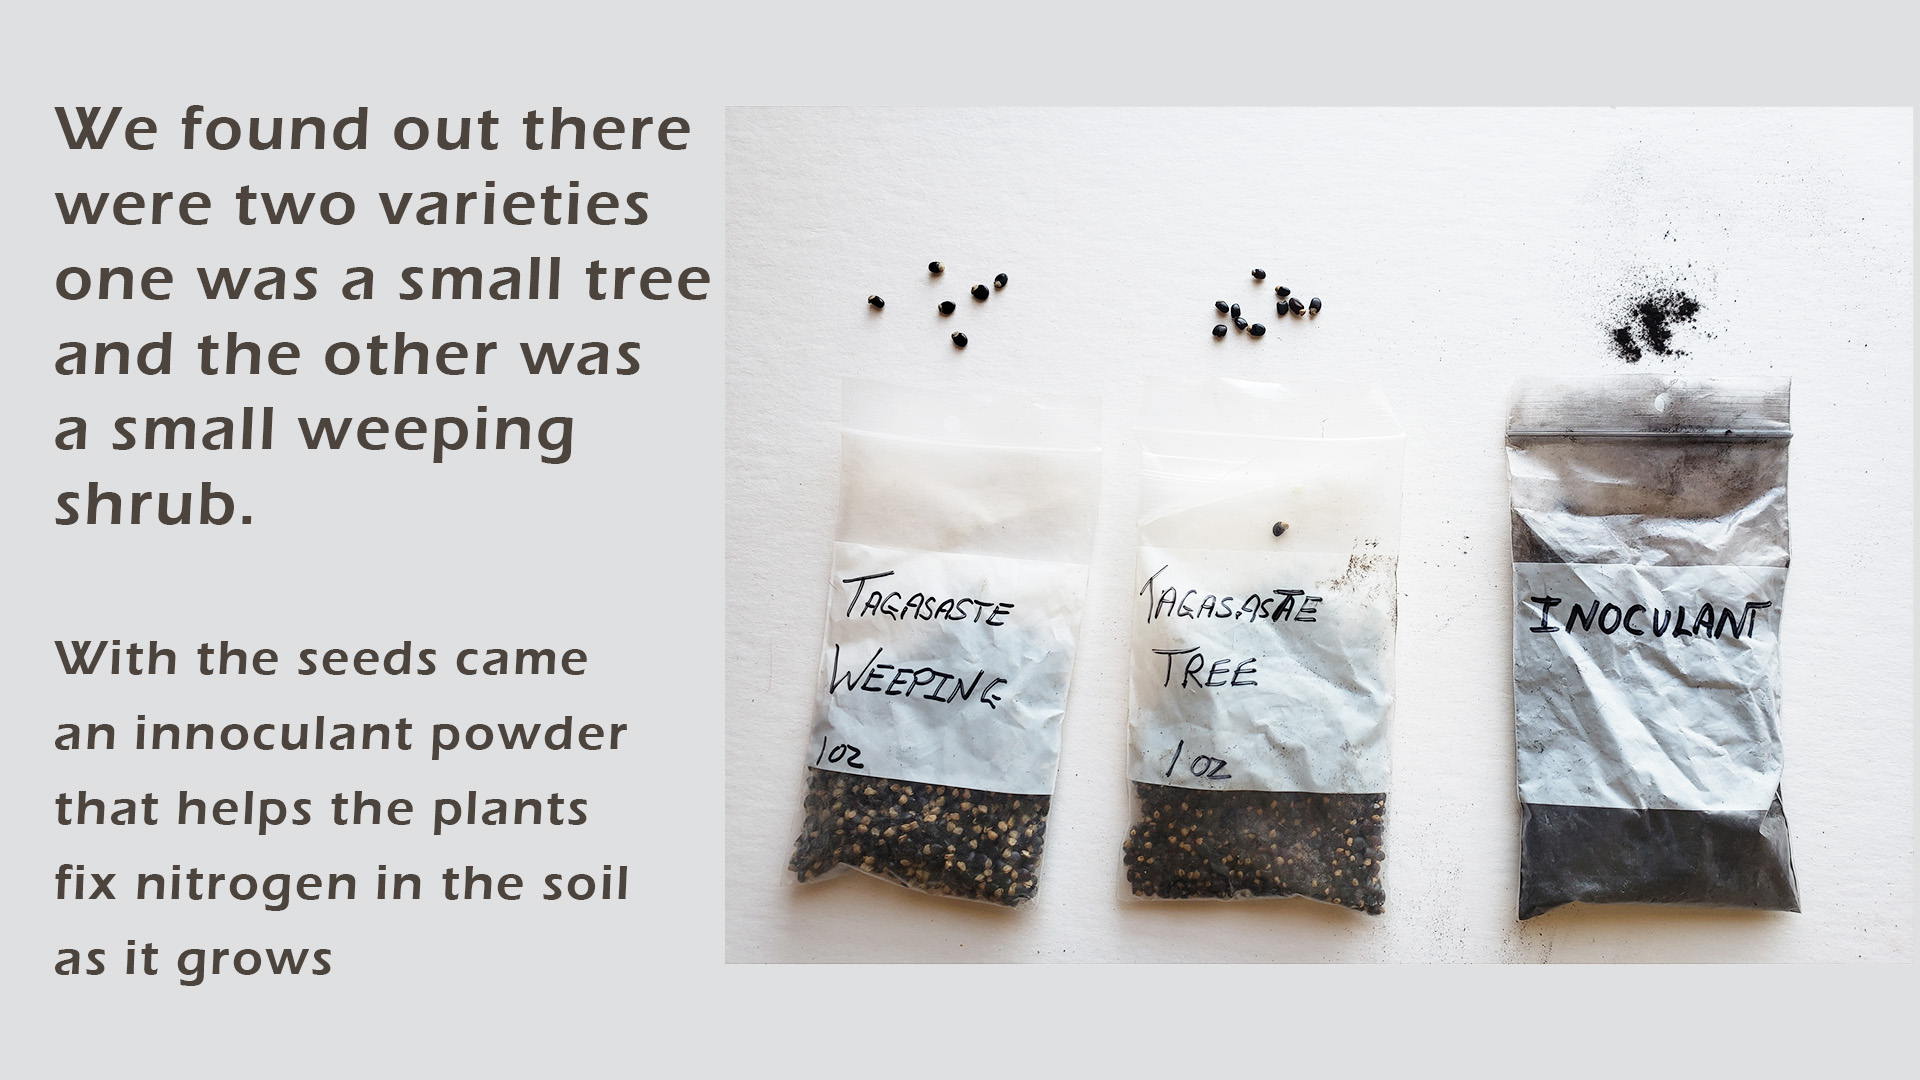 We found out there
were two varieties
one was a small tree
and the other was
a small weeping
shrub.
With the seeds came
an innoculant powder
that helps the plants
fix nitrogen in the soil
as it grows
TAGASASTE
WEEPING
1oz
TAGASASTE
TREE
1 oz
INOCULANT